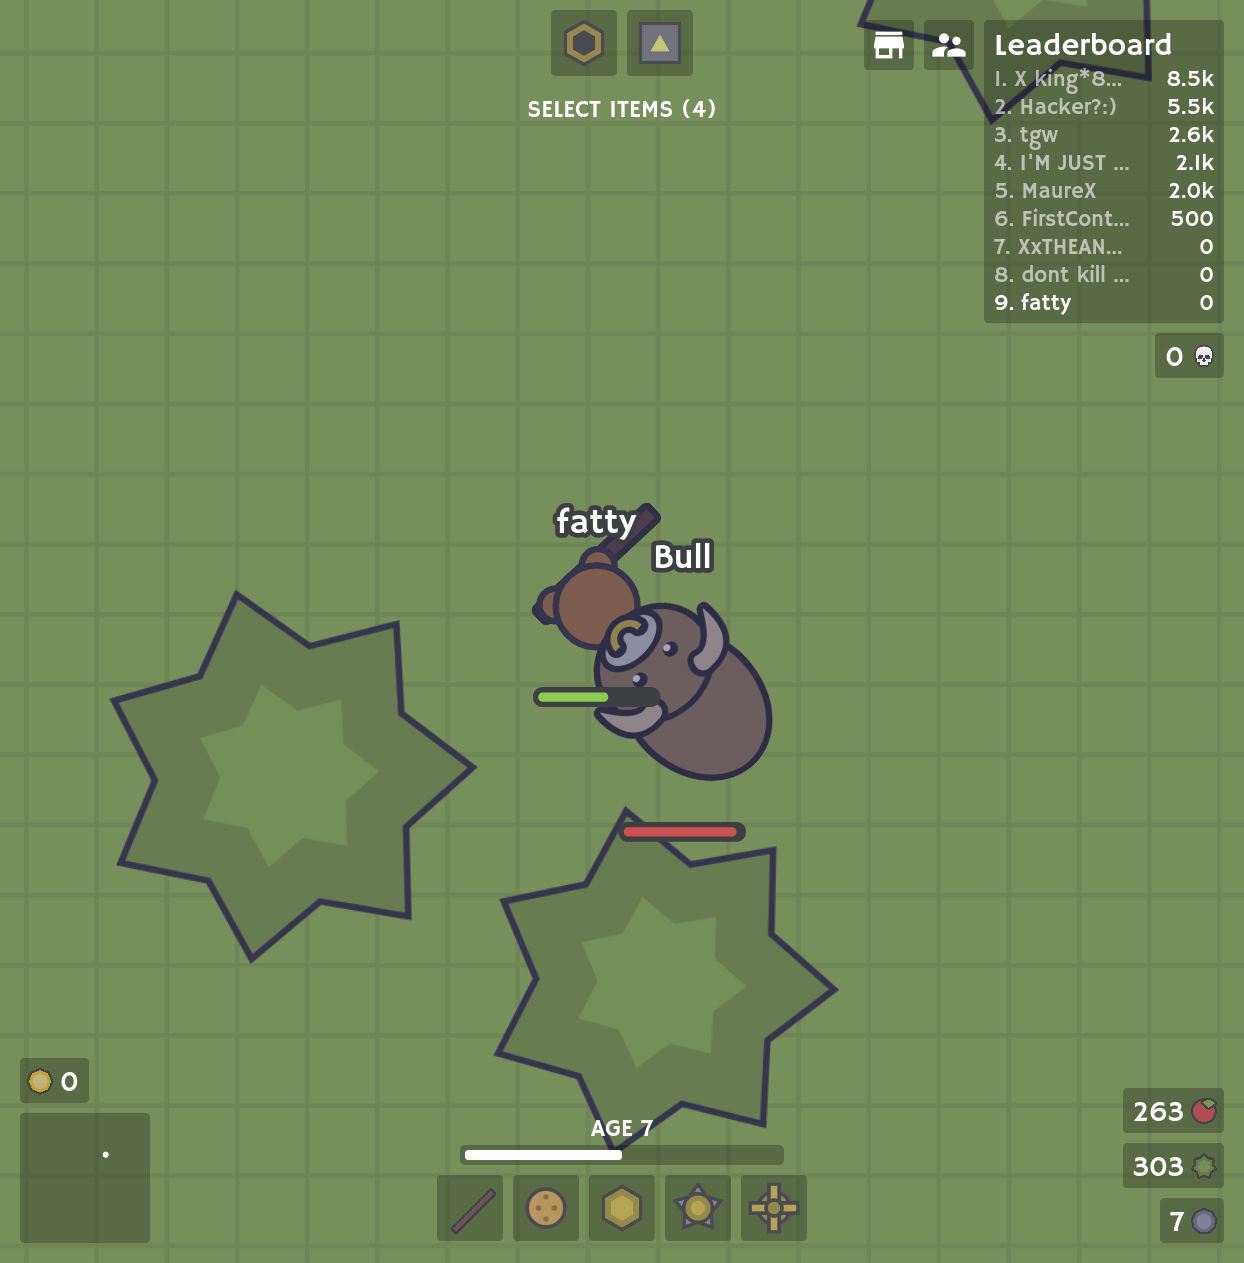 SELECT ITEMS (4)
Leaderboard
1. X king*8... 8.5k
2. Hacker?:) 5.5k
3. tgw 2.6k
4. I'M JUST ... 2.1k
5. MaureX 2.0k
6. FirstCont... 500
7. XxTHEAN... 0
8. dont kill ... 0
9. fatty 0
0
fatty
Bull
0
AGE 7
263
303
7